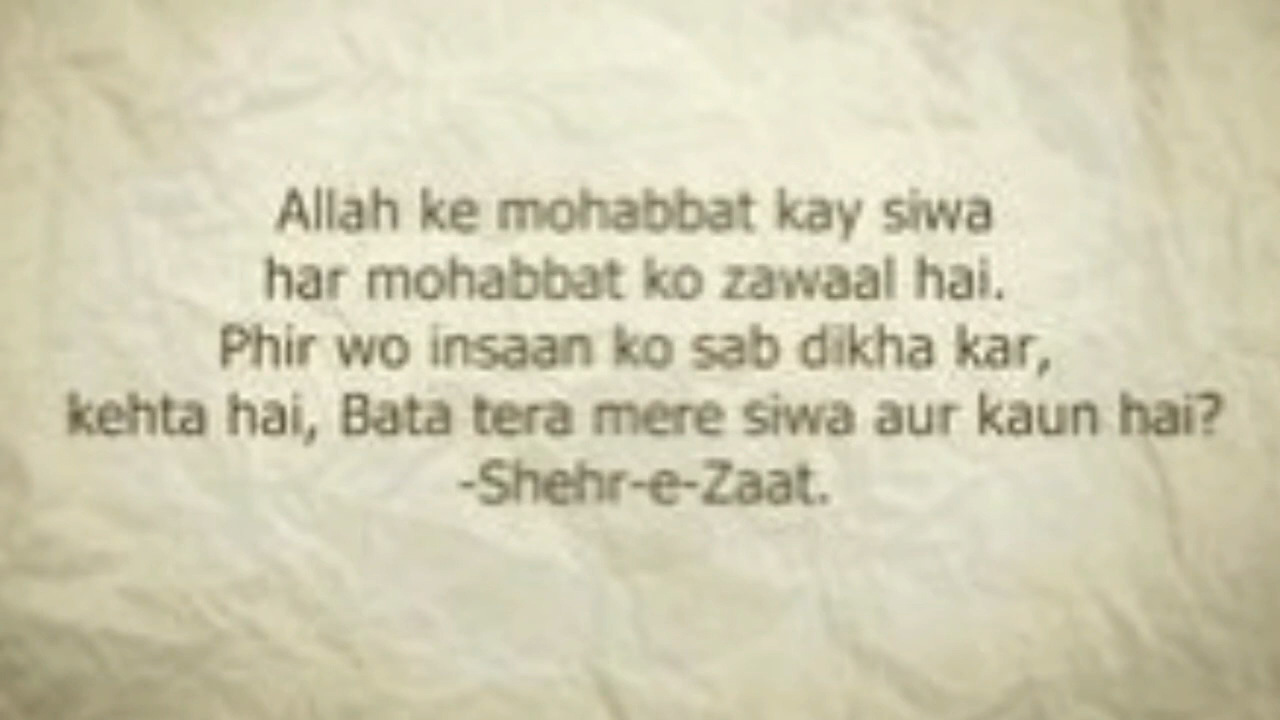 Allah ke mohabbat kay siwa
har mohabbat ko zawaal hai.
Phir wo insaan ko sab dikha kar,
kehta hai, Bata tera mere siwa aur kaun hai?
-Shehr-e-Zaat.